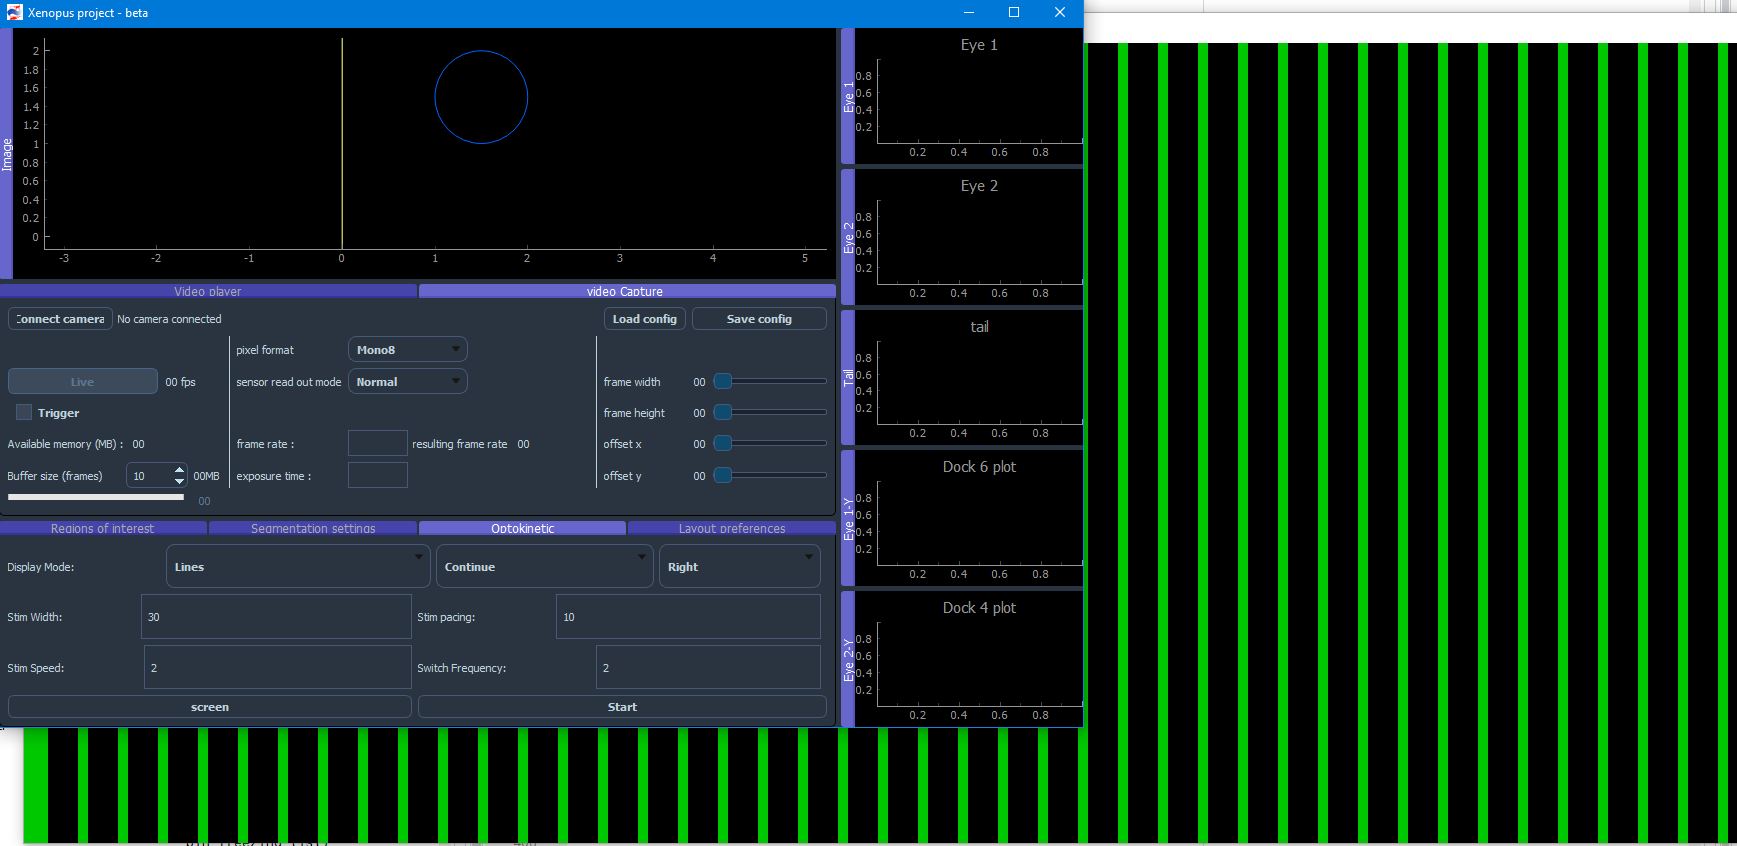 Xenopus project - beta
Image
2
1.8
1.6
1.4
1.2
1
0.8
0.6
0.4
0.2
0
-3 -2 -1 0 1 2 3 4 5
Eye 1
Eye 1
0.8
0.6
0.4
0.2
0.2 0.4 0.6 0.8
Eye 2
Eye 2
0.8
0.6
0.4
0.2
0.2 0.4 0.6 0.8
tail
Tail
0.8
0.6
0.4
0.2
0.2 0.4 0.6 0.8
Dock 6 plot
Eye 1-Y
0.8
0.6
0.4
0.2
0.2 0.4 0.6 0.8
Dock 4 plot
Eye 2-Y
0.8
0.6
0.4
0.2
0.2 0.4 0.6 0.8
Video player video Capture
Connect camera No camera connected Load config Save config
pixel format Mono8
Live 00 fps sensor read out mode Normal frame width 00
Trigger frame height 00
Available memory (MB) : 00 frame rate : resulting frame rate 00 offset x 00
Buffer size (frames) 10 00MB exposure time : offset y 00
00
Regions of interest Segmentation settings Optokinetic Layout preferences
Display Mode: Lines Continue Right
Stim Width: 30 Stim pacing: 10
Stim Speed: 2 Switch Frequency: 2
screen Start